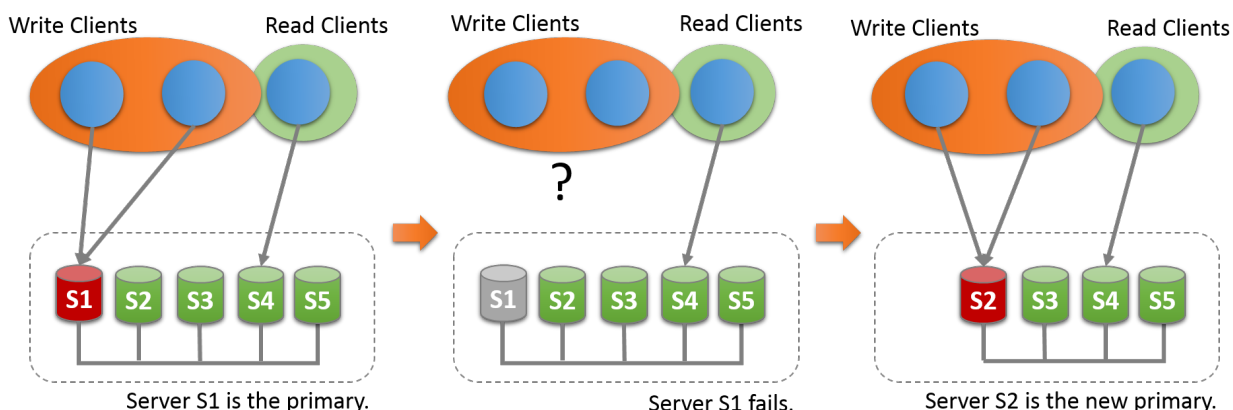 Write Clients
Read Clients
S1
S2
S3
S4
S5
Server S1 is the primary.
Write Clients
Read Clients
?
S1
S2
S3
S4
S5
Server S1 fails.
Write Clients
Read Clients
S2
S3
S4
S5
Server S2 is the new primary.